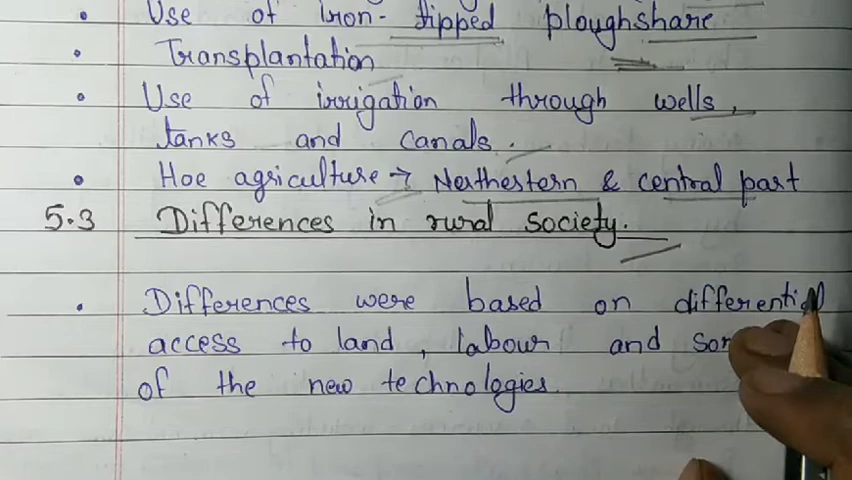 • Use of iron-tipped ploughshare
• Transplantation
• Use of irrigation through wells,
tanks and canals.
• Hoe agriculture → Northestern & central part
5.3 Differences in rural society.
• Differences were based on differential
access to land, labour and
of the new technologies